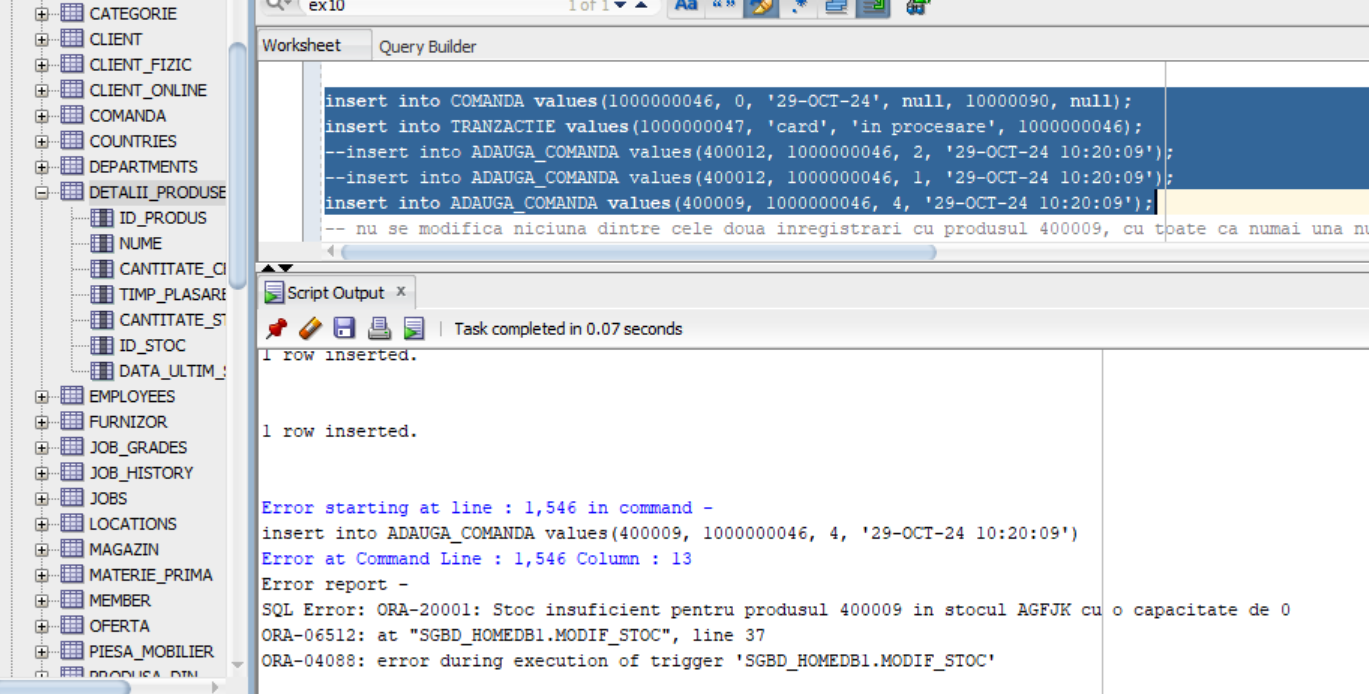 CATEGORIE
CLIENT
CLIENT_FIZIC
CLIENT_ONLINE
COMANDA
COUNTRIES
DEPARTMENTS
DETALII_PRODUSE
ID_PRODUS
NUME
CANTITATE_CI
TIMP_PLASARE
CANTITATE_ST
ID_STOC
DATA_ULTIM_S
EMPLOYEES
FURNIZOR
JOB_GRADES
JOB_HISTORY
JOBS
LOCATIONS
MAGAZIN
MATERIE_PRIMA
MEMBER
OFERTA
PIESA_MOBILIER
PRODUSA_DIN
ex10 1 of 1 Aa
Worksheet Query Builder
insert into COMANDA values(1000000046, 0, '29-OCT-24', null, 10000090, null);
insert into TRANZACTIE values(1000000047, 'card', 'in procesare', 1000000046);
--insert into ADAUGA_COMANDA values(400012, 1000000046, 2, '29-OCT-24 10:20:09');
--insert into ADAUGA_COMANDA values(400012, 1000000046, 1, '29-OCT-24 10:20:09');
insert into ADAUGA_COMANDA values(400009, 1000000046, 4, '29-OCT-24 10:20:09');
-- nu se modifica niciuna dintre cele doua inregistrari cu produsul 400009, cu toate ca numai una nu
Script Output x
Task completed in 0.07 seconds
1 row inserted.
1 row inserted.
Error starting at line : 1,546 in command -
insert into ADAUGA_COMANDA values(400009, 1000000046, 4, '29-OCT-24 10:20:09')
Error at Command Line : 1,546 Column : 13
Error report -
SQL Error: ORA-20001: Stoc insuficient pentru produsul 400009 in stocul AGFJK cu o capacitate de 0
ORA-06512: at "SGBD_HOMEDB1.MODIF_STOC", line 37
ORA-04088: error during execution of trigger 'SGBD_HOMEDB1.MODIF_STOC'